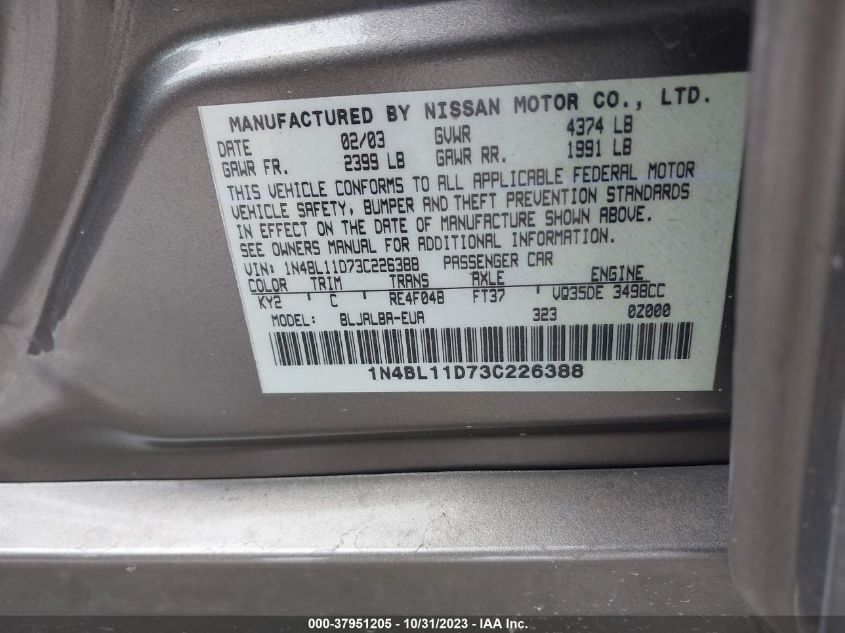 MANUFACTURED BY NISSAN MOTOR CO., LTD.
DATE 02/03 GVWR 4374 LB
GAWR FR. 2399 LB GAWR RR. 1991 LB
THIS VEHICLE CONFORMS TO ALL APPLICABLE FEDERAL MOTOR
VEHICLE SAFETY, BUMPER AND THEFT PREVENTION STANDARDS
IN EFFECT ON THE DATE OF MANUFACTURE SHOWN ABOVE.
SEE OWNERS MANUAL FOR ADDITIONAL INFORMATION.
VIN: 1N4BL11D73C226388 PASSENGER CAR
COLOR TRIM TRANS AXLE ENGINE
KY2 ' C ' RE4F04B FT37 ' VQ35DE 3498CC
MODEL: BLJALBA-EUA 323 0Z000
1N4BL11D73C226388
000-37951205 - 10/31/2023 - IAAI.COM